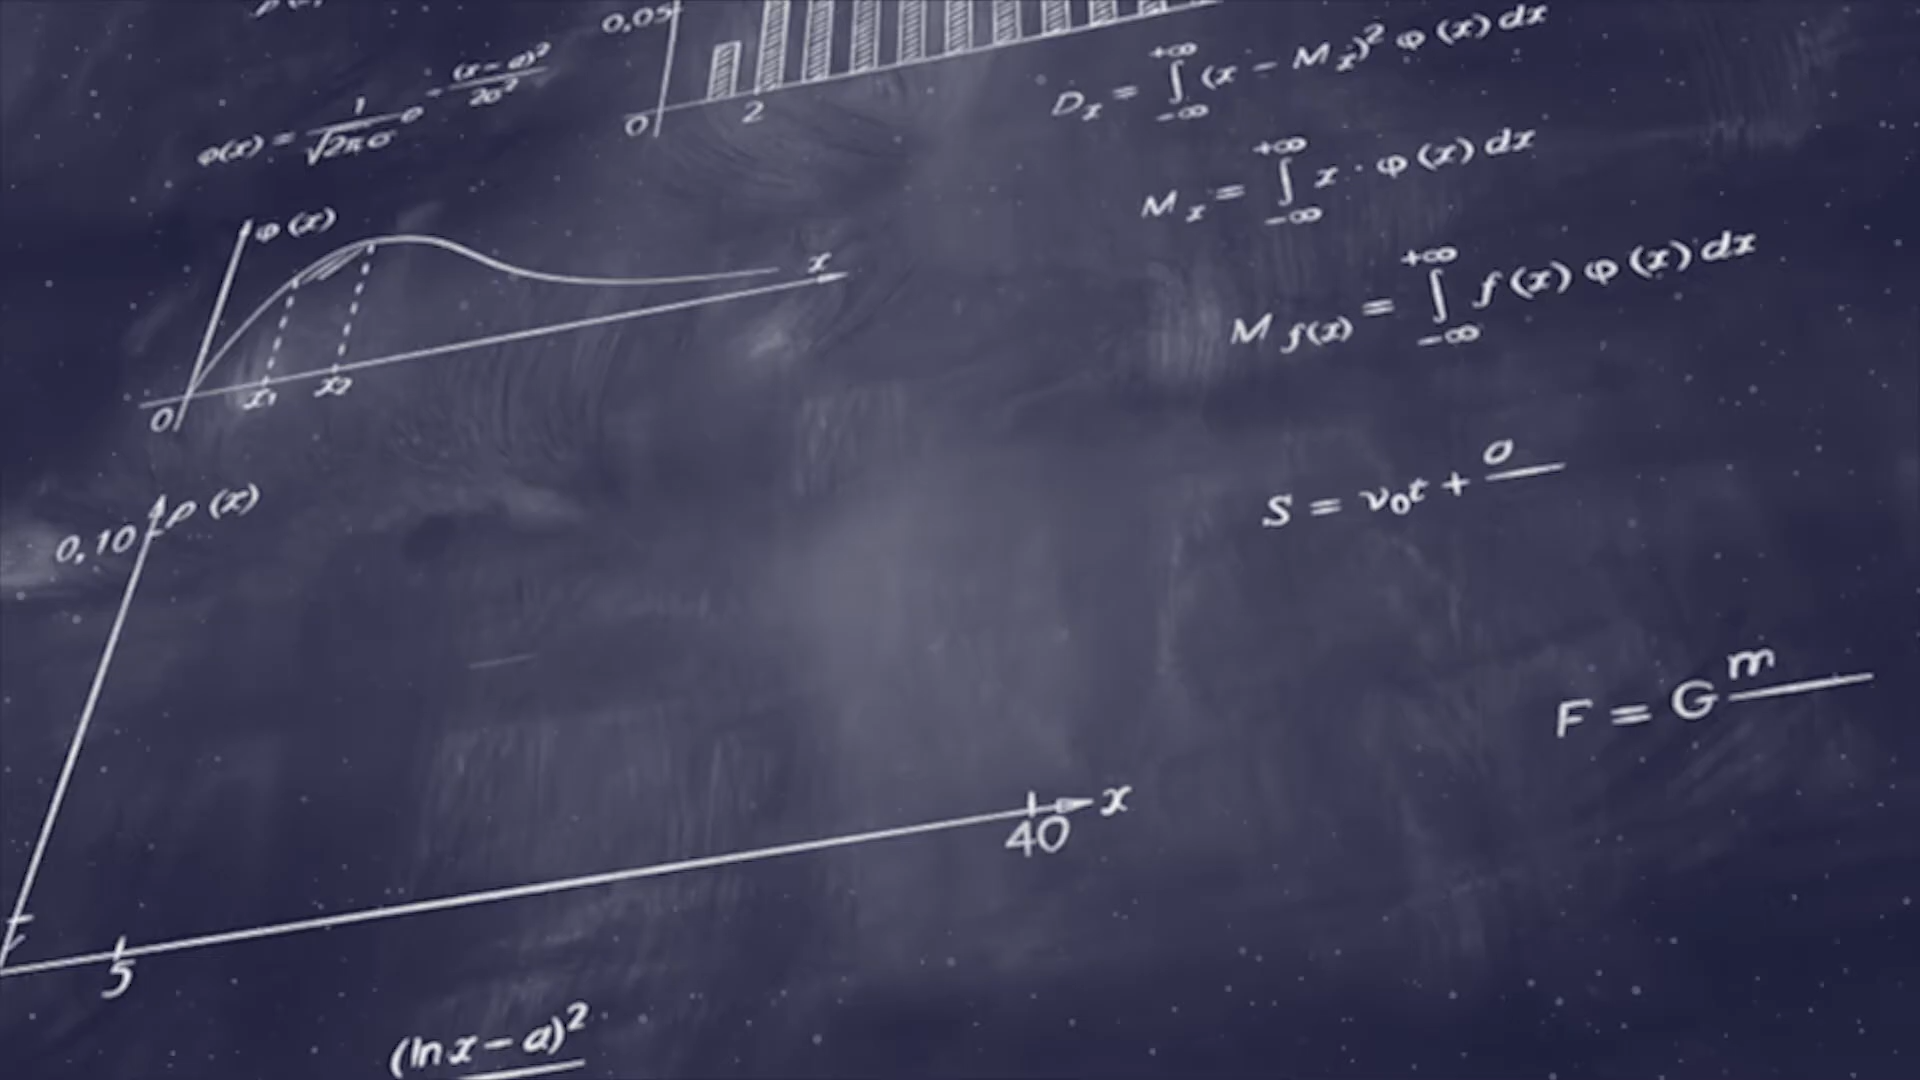 0,05
φ(x) = 1/√2πσ e - (x-a)²/2σ²
0 2
D_x = ∫_-∞^+∞ (x - M_x)² φ(x) dx
M_x = ∫_-∞^+∞ x · φ(x) dx
φ(x)
x
M_f(x) = ∫_-∞^+∞ f(x) φ(x) dx
0 x₁ x₂
S = v₀t + a
ρ(x)
0,10
F = G m
x
40
5
(ln x - a)²